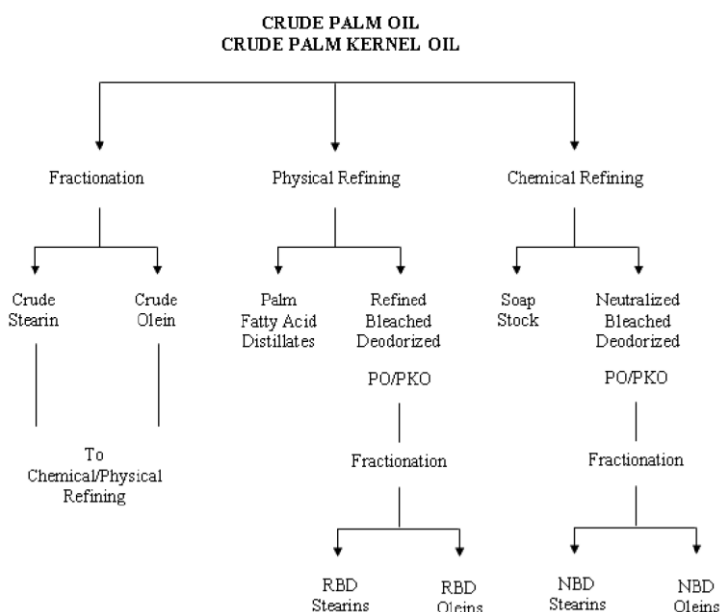 CRUDE PALM OIL
CRUDE PALM KERNEL OIL
Fractionation
Physical Refining
Chemical Refining
Crude
Stearin
Crude
Olein
Palm
Fatty Acid
Distillates
Refined
Bleached
Deodorized
Soap
Stock
Neutralized
Bleached
Deodorized
PO/PKO
PO/PKO
To
Chemical/Physical
Refining
Fractionation
Fractionation
RBD
Stearins
RBD
Oleins
NBD
Stearins
NBD
Oleins